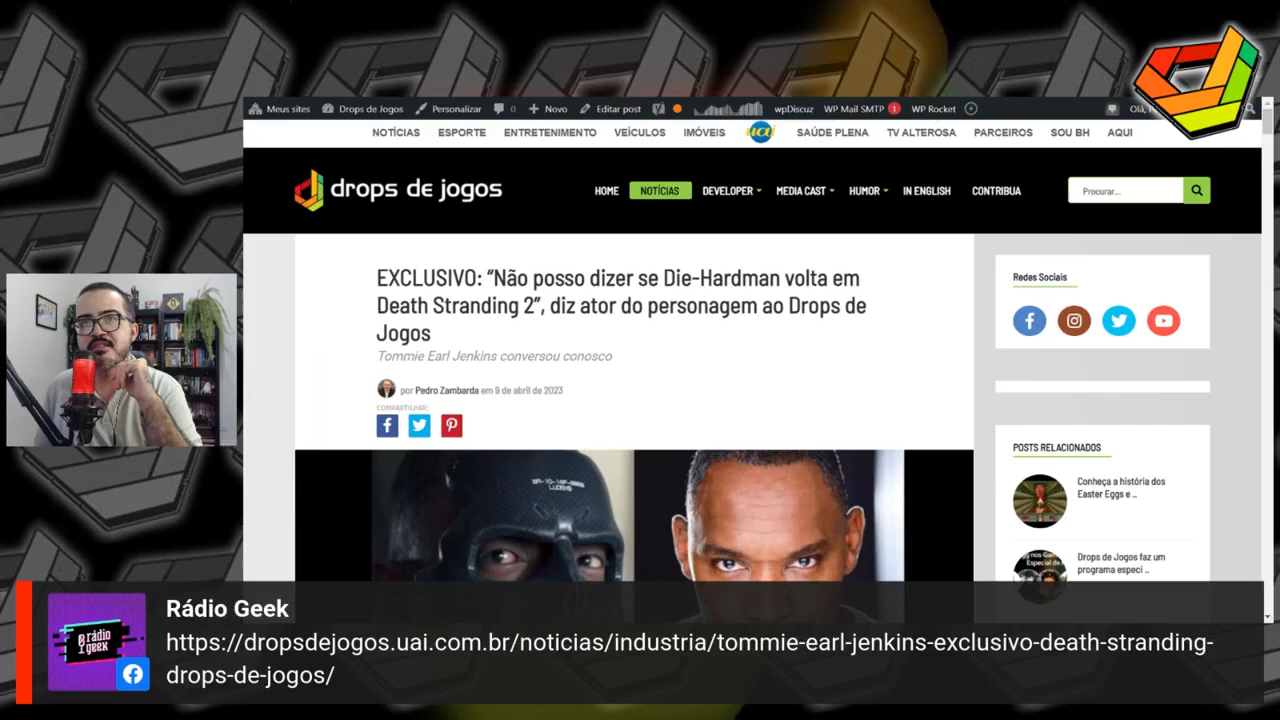 Meus sites Drops de Jogos Personalizar 0 Novo Editar post wpDiscuz WP Mail SMTP 1 WP Rocket
NOTÍCIAS ESPORTE ENTRETENIMENTO VEÍCULOS IMÓVEIS uai SAÚDE PLENA TV ALTEROSA PARCEIROS SOU BH AQUI
drops de jogos HOME NOTÍCIAS DEVELOPER MEDIA CAST HUMOR IN ENGLISH CONTRIBUA Procurar...
EXCLUSIVO: “Não posso dizer se Die-Hardman volta em
Death Stranding 2”, diz ator do personagem ao Drops de
Jogos
Tommie Earl Jenkins conversou conosco
por Pedro Zambarda em 9 de abril de 2023
COMPARTILHAR:
LUDENS
Redes Sociais
POSTS RELACIONADOS
Conheça a história dos
Easter Eggs e ..
Drops de Jogos faz um
programa especi ..
rádio
geek
Rádio Geek
https://dropsdejogos.uai.com.br/noticias/industria/tommie-earl-jenkins-exclusivo-death-stranding-
drops-de-jogos/